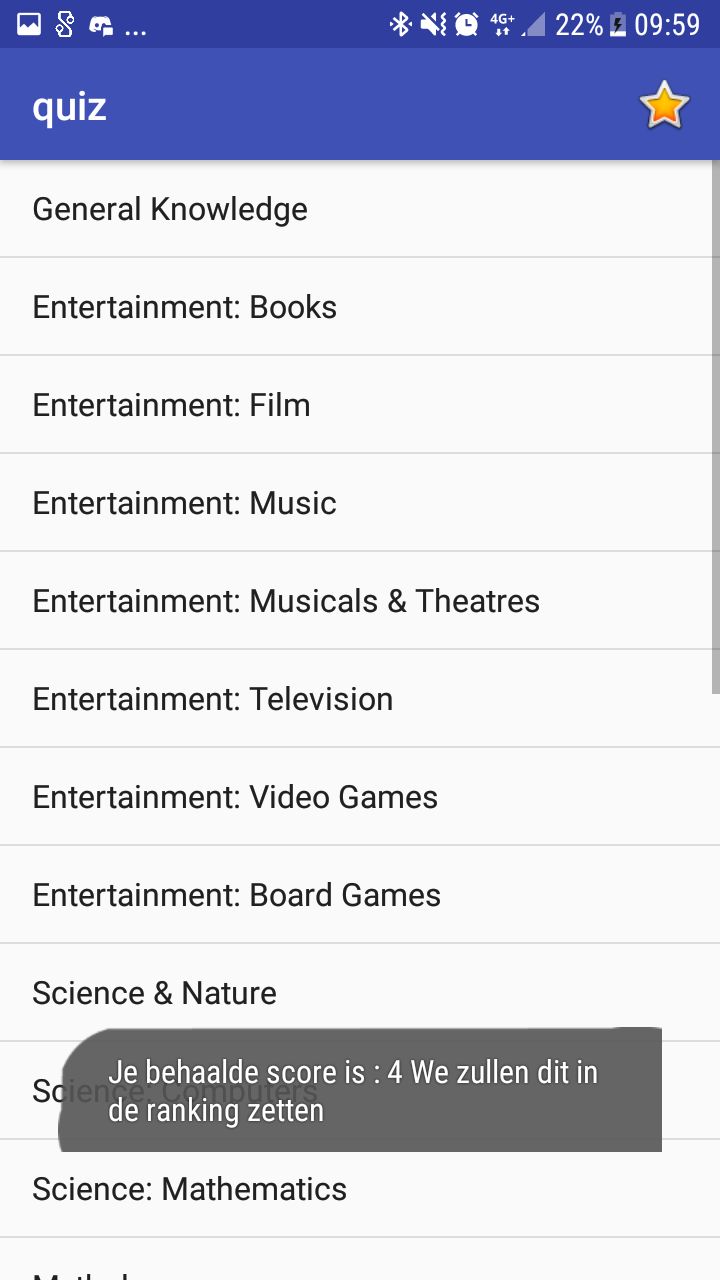 ... 4G+ 22% 09:59
quiz
General Knowledge
Entertainment: Books
Entertainment: Film
Entertainment: Music
Entertainment: Musicals & Theatres
Entertainment: Television
Entertainment: Video Games
Entertainment: Board Games
Science & Nature
Science: Computers
Je behaalde score is : 4 We zullen dit in
de ranking zetten
Science: Mathematics